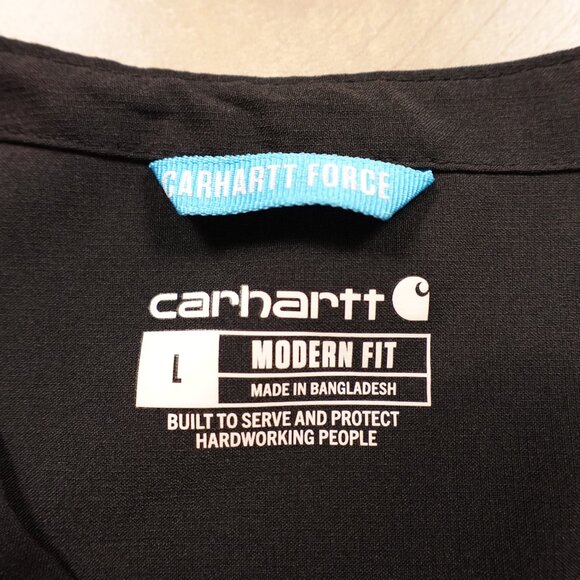 CARHARTT FORCE
carhartt
L
MODERN FIT
MADE IN BANGLADESH
BUILT TO SERVE AND PROTECT
HARDWORKING PEOPLE